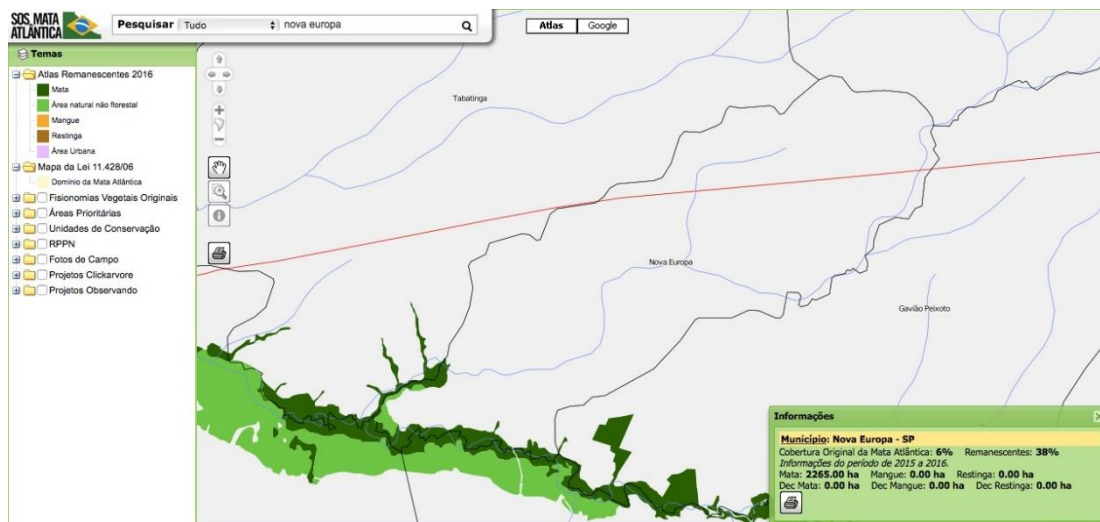 SOS MATA
ATLÂNTICA
Pesquisar Tudo nova europa
Atlas Google
Temas
Atlas Remanescentes 2016
Mata
Área natural não florestal
Mangue
Restinga
Área Urbana
Mapa da Lei 11.428/06
Domínio da Mata Atlântica
Fisionomias Vegetais Originais
Áreas Prioritárias
Unidades de Conservação
RPPN
Fotos de Campo
Projetos Clickarvore
Projetos Observando
Tabatinga
Nova Europa
Gavião Peixoto
Informações
Município: Nova Europa - SP
Cobertura Original da Mata Atlântica: 6% Remanescentes: 38%
Informações do período de 2015 a 2016.
Mata: 2265.00 ha Mangue: 0.00 ha Restinga: 0.00 ha
Dec Mata: 0.00 ha Dec Mangue: 0.00 ha Dec Restinga: 0.00 ha